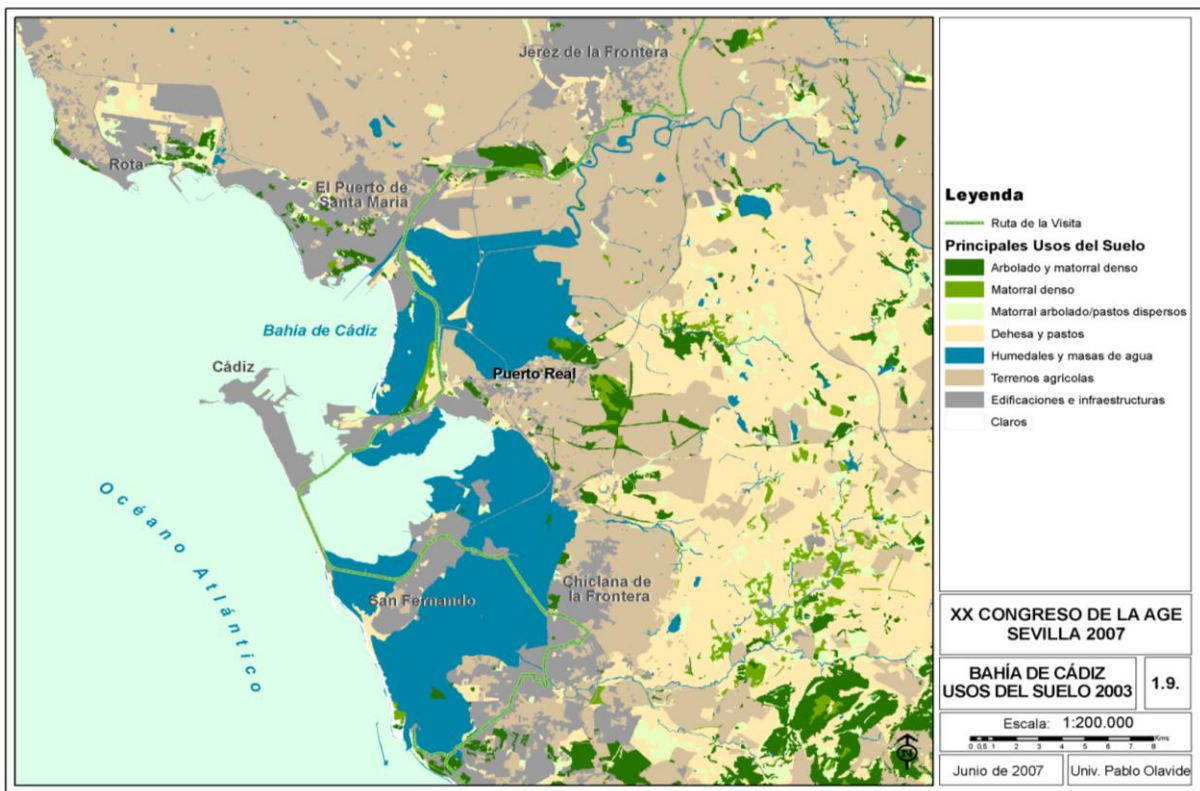 Jerez de la Frontera
Rota
El Puerto de
Santa María
Bahía de Cádiz
Cádiz
Puerto Real
Océano Atlántico
San Fernando
Chiclana de
la Frontera
N
Leyenda
Ruta de la Visita
Principales Usos del Suelo
Arbolado y matorral denso
Matorral denso
Matorral arbolado/pastos dispersos
Dehesa y pastos
Humedales y masas de agua
Terrenos agrícolas
Edificaciones e infraestructuras
Claros
XX CONGRESO DE LA AGE
SEVILLA 2007
BAHÍA DE CÁDIZ
USOS DEL SUELO 2003
1.9.
Escala: 1:200.000
0 0,5 1 2 3 4 5 6 7 8 Kms
Junio de 2007
Univ. Pablo Olavide